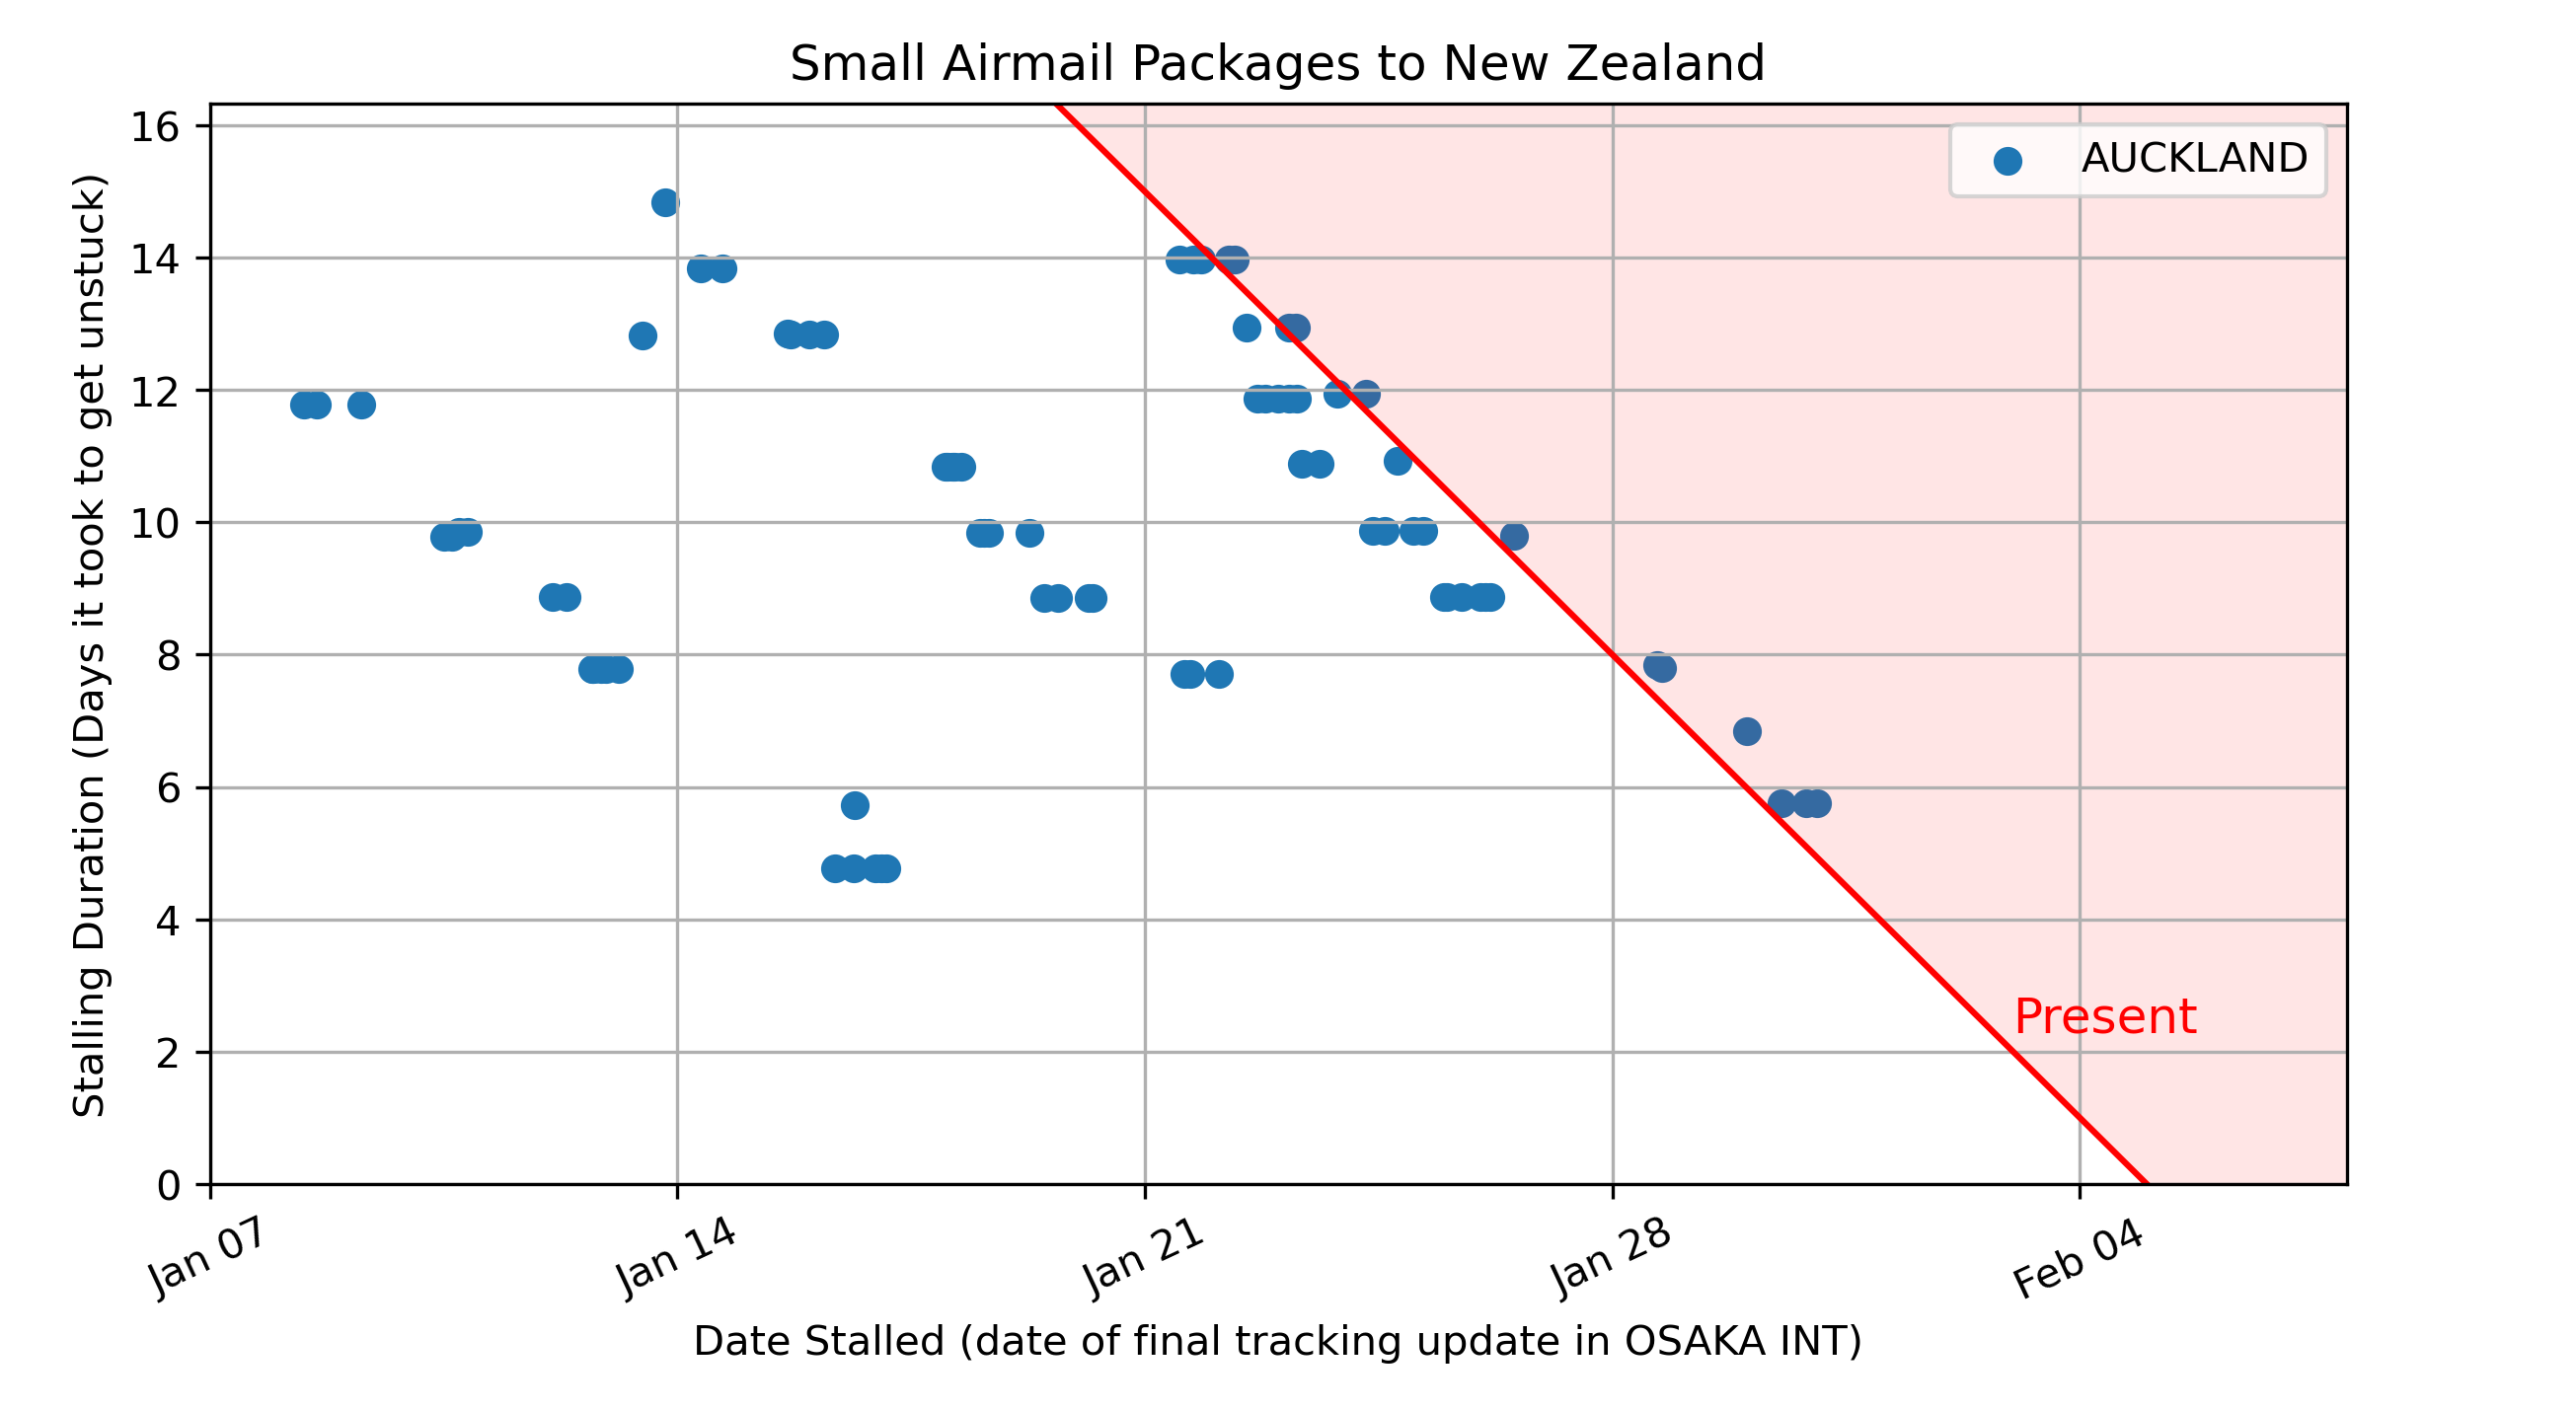 Small Airmail Packages to New Zealand
AUCKLAND
Stalling Duration (Days it took to get unstuck)
16
14
12
10
8
6
4
2
0
Present
Jan 07
Jan 14
Jan 21
Jan 28
Feb 04
Date Stalled (date of final tracking update in OSAKA INT)